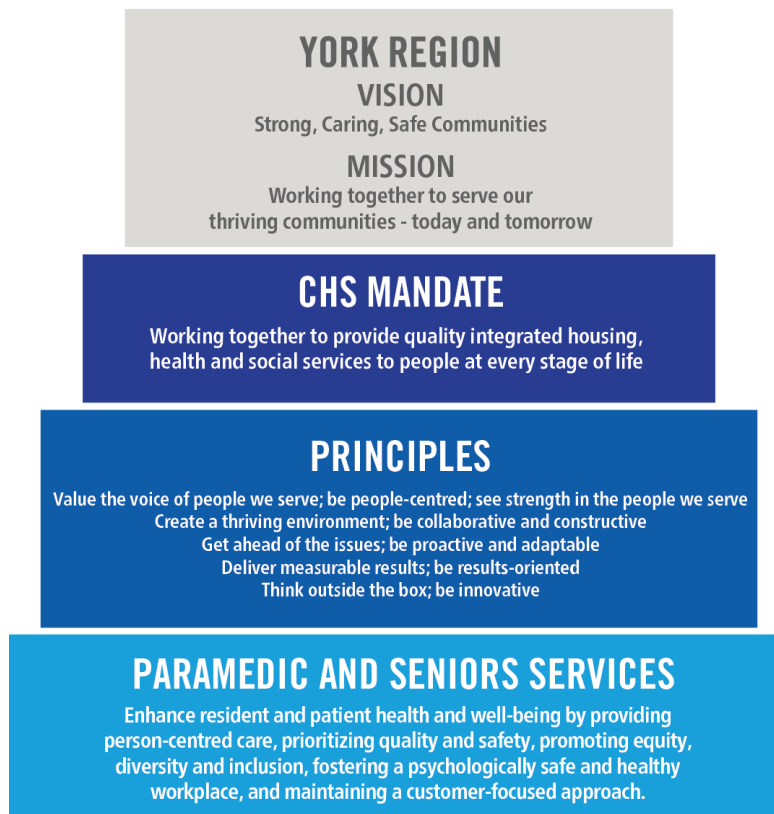 YORK REGION
VISION
Strong, Caring, Safe Communities
MISSION
Working together to serve our
thriving communities - today and tomorrow
CHS MANDATE
Working together to provide quality integrated housing,
health and social services to people at every stage of life
PRINCIPLES
Value the voice of people we serve; be people-centred; see strength in the people we serve
Create a thriving environment; be collaborative and constructive
Get ahead of the issues; be proactive and adaptable
Deliver measurable results; be results-oriented
Think outside the box; be innovative
PARAMEDIC AND SENIORS SERVICES
Enhance resident and patient health and well-being by providing
person-centred care, prioritizing quality and safety, promoting equity,
diversity and inclusion, fostering a psychologically safe and healthy
workplace, and maintaining a customer-focused approach.